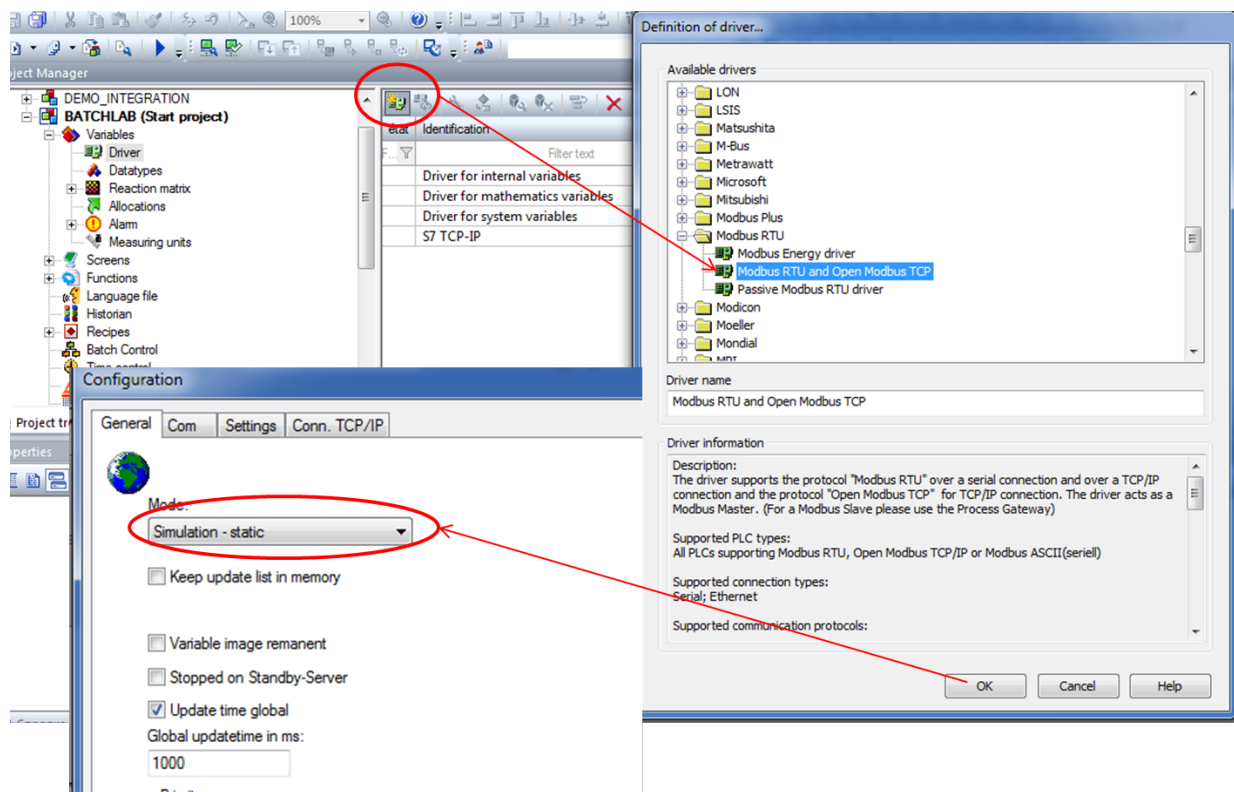 100%
ject Manager
DEMO_INTEGRATION
BATCHLAB (Start project)
Variables
Driver
Datatypes
Reaction matrix
Allocations
Alarm
Measuring units
Screens
Functions
Language file
Historian
Recipes
Batch Control
Project tr
operties
état Identification
F... Filter text
Driver for internal variables
Driver for mathematics variables
Driver for system variables
S7 TCP-IP
Definition of driver...
Available drivers
LON
LSIS
Matsushita
M-Bus
Metrawatt
Microsoft
Mitsubishi
Modbus Plus
Modbus RTU
Modbus Energy driver
Modbus RTU and Open Modbus TCP
Passive Modbus RTU driver
Modicon
Moeller
Mondial
Driver name
Modbus RTU and Open Modbus TCP
Driver information
Description:
The driver supports the protocol "Modbus RTU" over a serial connection and over a TCP/IP
connection and the protocol "Open Modbus TCP" for TCP/IP connection. The driver acts as a
Modbus Master. (For a Modbus Slave please use the Process Gateway)
Supported PLC types:
All PLCs supporting Modbus RTU, Open Modbus TCP/IP or Modbus ASCII(seriell)
Supported connection types:
Serial; Ethernet
Supported communication protocols:
OK Cancel Help
Configuration
General Com Settings Conn. TCP/IP
Mode:
Simulation - static
Keep update list in memory
Variable image remanent
Stopped on Standby-Server
Update time global
Global updatetime in ms:
1000